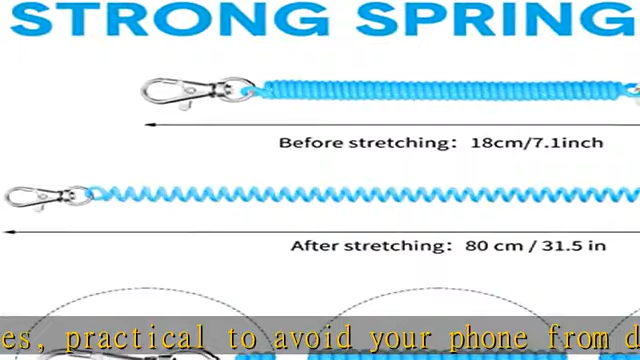 STRONG SPRING
Before stretching: 18cm/7.1inch
After stretching: 80 cm / 31.5 in
practical to avoid your phone from